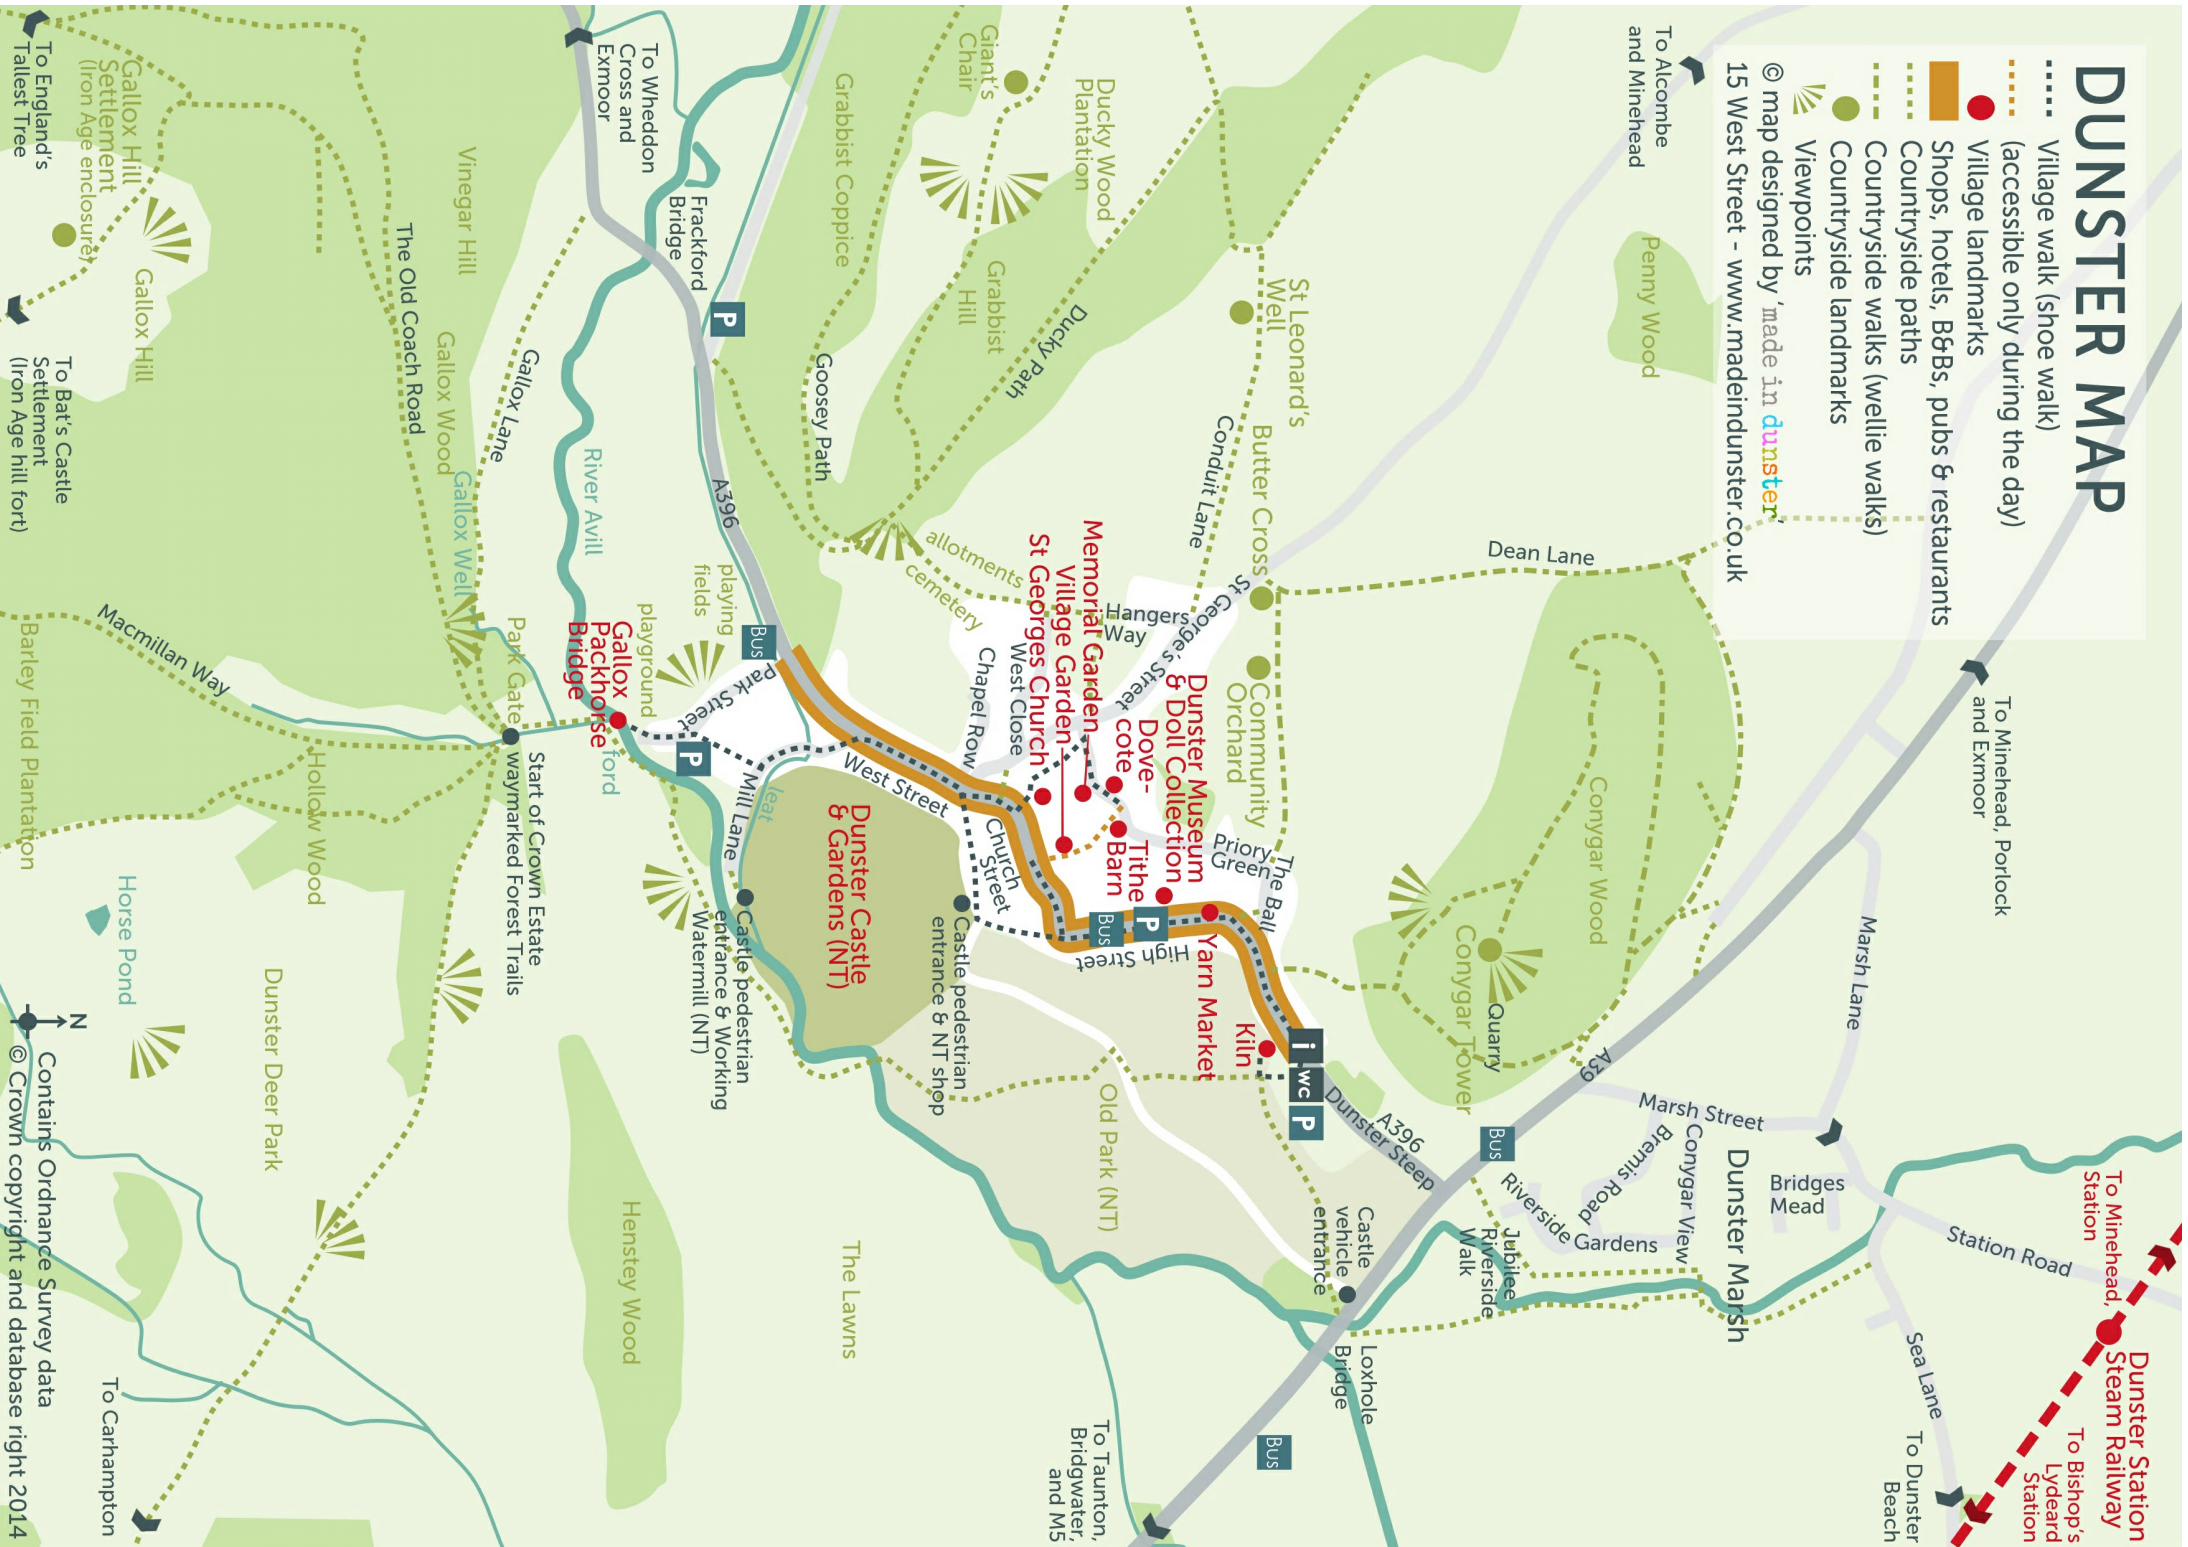 DUNSTER MAP
Village walk (shoe walk)
(accessible only during the day)
Village landmarks
Shops, hotels, B&Bs, pubs & restaurants
Countryside paths
Countryside walks (wellie walks)
Countryside landmarks
Viewpoints
© map designed by 'made in dunster'
15 West Street - www.madeindunster.co.uk
To Minehead, Porlock
and Exmoor
To Minehead,
Station
Dunster Station
Steam Railway
To Bishop's
Lydeard
Station
To Dunster
Beach
Sea Lane
Station Road
Marsh Lane
Bridges
Mead
Dunster Marsh
Marsh Street
Conygar View
Bremis Road
Riverside
Gardens
Jubilee
Riverside
Walk
A39
Bus
To Alcombe
and Minehead
Penny Wood
Dean Lane
Conygar Wood
Quarry
Conygar Tower
A396
Dunster Steep
Castle
vehicle
entrance
Loxhole
Bridge
Bus
i
WC
P
Kiln
St Leonard's
Well
Butter Cross
Conduit Lane
Community
Orchard
St George's Street
Hangers
Way
Priory
Green
The Ball
Dunster Museum
& Doll Collection
Dove-
cote
Tithe
Barn
Memorial Garden
Village Garden
St Georges Church
Yarn Market
High Street
P
Bus
West Close
Chapel Row
Church
Street
West Street
Old Park (NT)
To Taunton,
Bridgwater,
and M5
Ducky Wood
Plantation
Giant's
Chair
Grabbist
Hill
Ducky Path
allotments
cemetery
Grabbist Coppice
Goosey Path
Castle pedestrian
entrance & NT shop
Dunster Castle
& Gardens (NT)
The Lawns
leat
Mill Lane
Castle pedestrian
entrance & Working
Watermill (NT)
P
Frackford
Bridge
A396
Bus
Park Street
playing
fields
playground
P
To Wheddon
Cross and
Exmoor
River Avill
Gallox
Packhorse
Bridge
ford
Henstey Wood
Gallox Lane
Park Gate
Start of Crown Estate
waymarked Forest Trails
Vinegar Hill
Gallox Wood
Gallox Well
The Old Coach Road
Hollow Wood
Dunster Deer Park
Gallox Hill
Settlement
(Iron Age enclosure)
Gallox Hill
Macmillan Way
Horse Pond
To Carhampton
To England's
Tallest Tree
To Bat's Castle
Settlement
(Iron Age hill fort)
Barley Field Plantation
N
Contains Ordnance Survey data
© Crown copyright and database right 2014